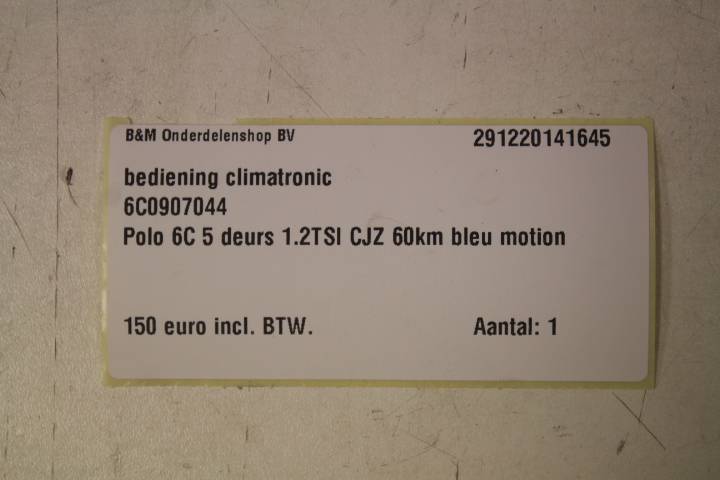 B&M Onderdelenshop BV 291220141645
bediening climatronic
6C0907044
Polo 6C 5 deurs 1.2TSI CJZ 60km bleu motion
150 euro incl. BTW. Aantal: 1